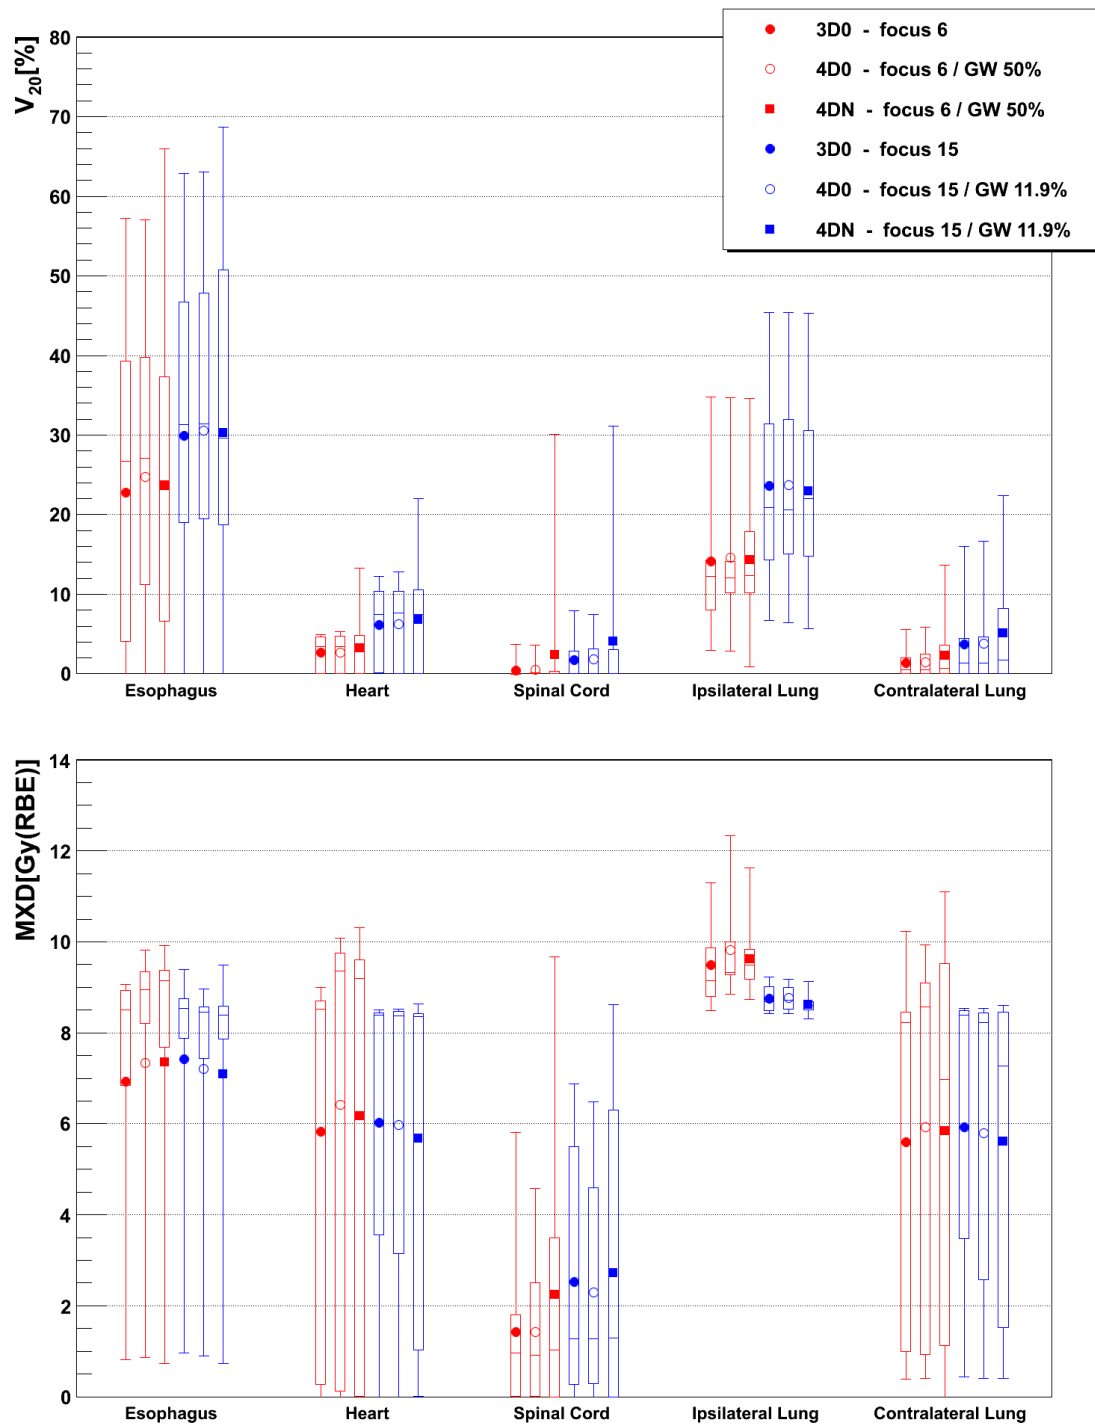 3D0 - focus 6
4D0 - focus 6 / GW 50%
4DN - focus 6 / GW 50%
3D0 - focus 15
4D0 - focus 15 / GW 11.9%
4DN - focus 15 / GW 11.9%
V20[%]
80
70
60
50
40
30
20
10
0
Esophagus Heart Spinal Cord Ipsilateral Lung Contralateral Lung
MXD[Gy(RBE)]
14
12
10
8
6
4
2
0
Esophagus Heart Spinal Cord Ipsilateral Lung Contralateral Lung